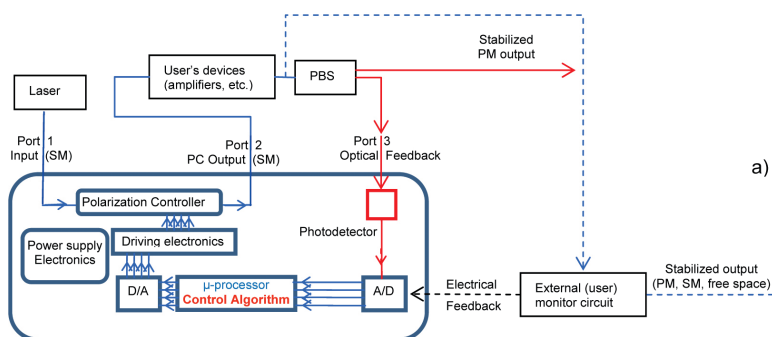 Stabilized
PM output
User's devices
(amplifiers, etc.)
PBS
Laser
Port 1
Input (SM)
Port 2
PC Output (SM)
Port 3
Optical Feedback
a)
Polarization Controller
Photodetector
Power supply
Electronics
Driving electronics
D/A
μ-processor
Control Algorithm
A/D
Electrical
Feedback
External (user)
monitor circuit
Stabilized output
(PM, SM, free space)